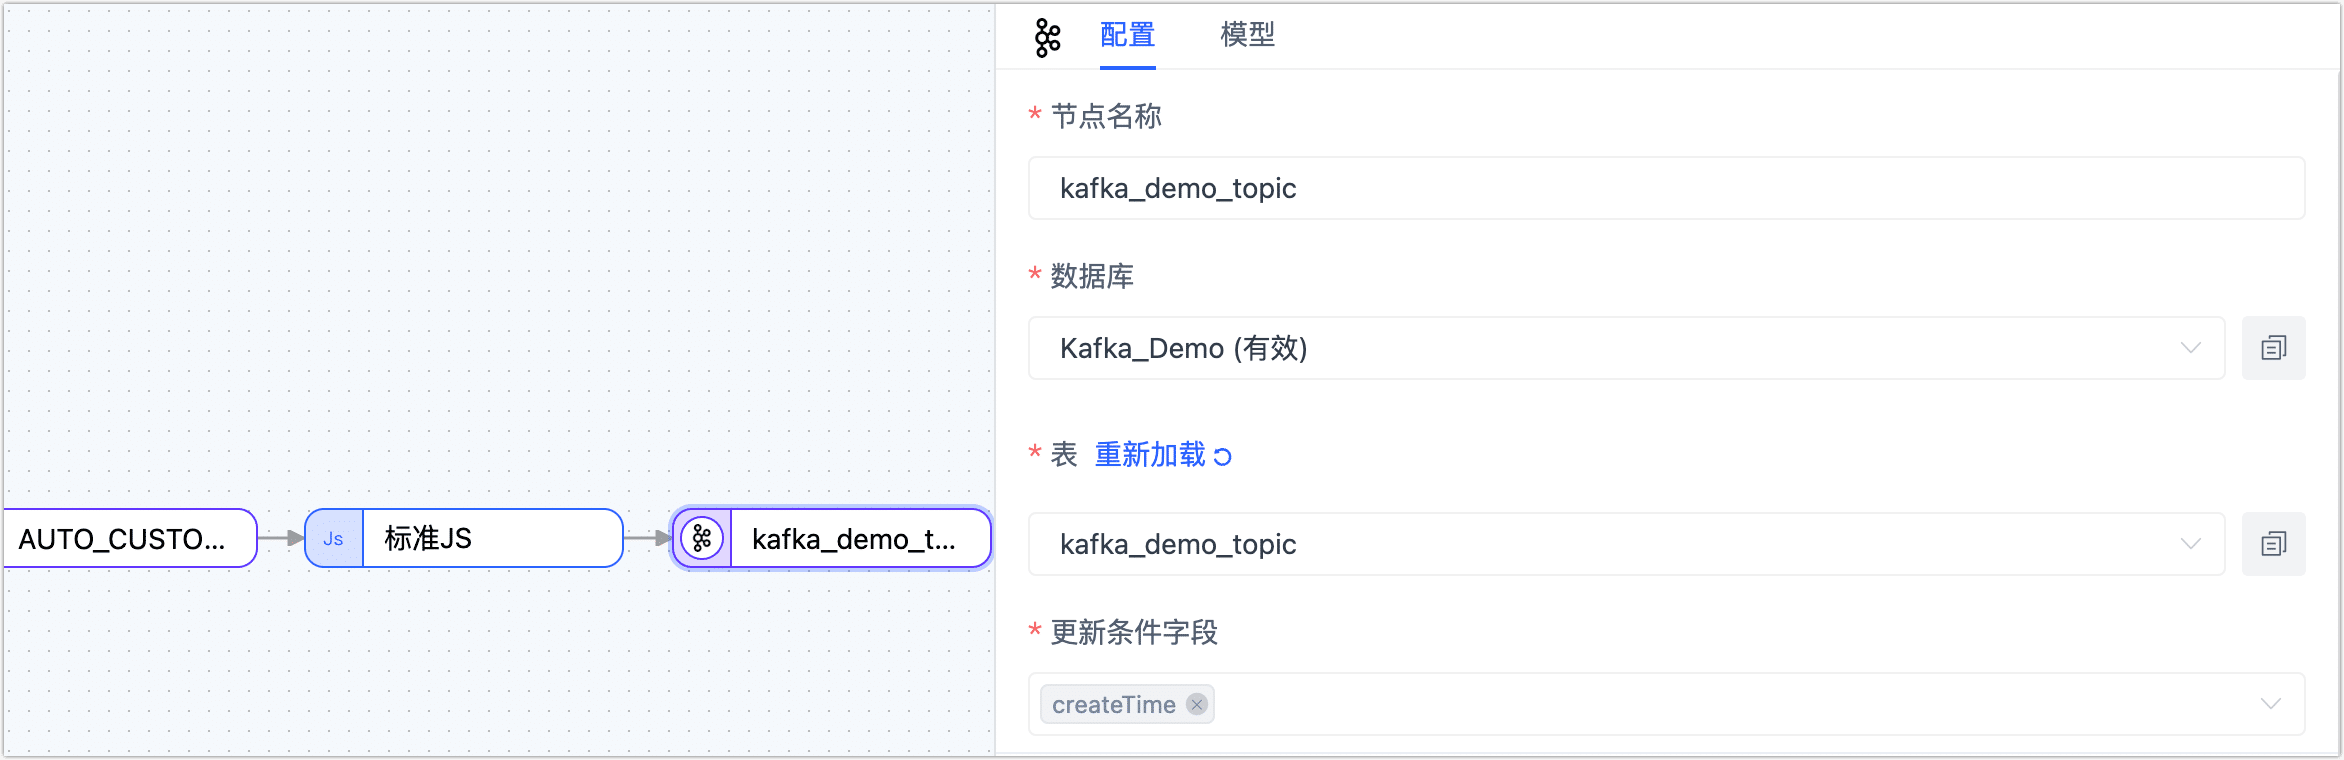 配置 模型
* 节点名称
kafka_demo_topic
* 数据库
Kafka_Demo (有效)
* 表 重新加载
kafka_demo_topic
* 更新条件字段
createTime
AUTO_CUSTO...
Js 标准JS
kafka_demo_t...